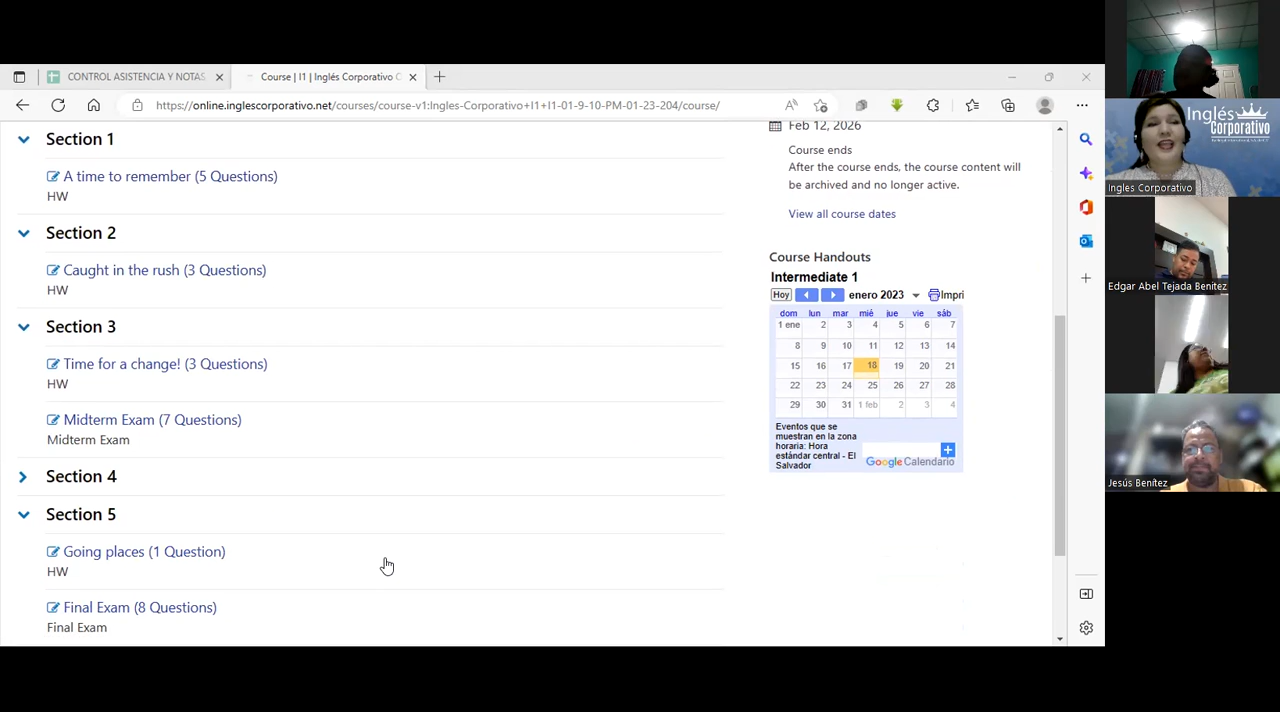 CONTROL ASISTENCIA Y NOTAS
Course | I1 | Inglés Corporativo C
https://online.inglescorporativo.net/courses/course-v1:Ingles-Corporativo+I1+I1-01-9-10-PM-01-23-204/course/
Section 1
A time to remember (5 Questions)
HW
Section 2
Caught in the rush (3 Questions)
HW
Section 3
Time for a change! (3 Questions)
HW
Midterm Exam (7 Questions)
Midterm Exam
Section 4
Section 5
Going places (1 Question)
HW
Final Exam (8 Questions)
Final Exam
Feb 12, 2026
Course ends
After the course ends, the course content will
be archived and no longer active.
View all course dates
Course Handouts
Intermediate 1
Hoy enero 2023 Impri
dom lun mar mié jue vie sáb
1 ene 2 3 4 5 6 7
8 9 10 11 12 13 14
15 16 17 18 19 20 21
22 23 24 25 26 27 28
29 30 31 1 feb 2 3 4
Eventos que se
muestran en la zona
horaria: Hora
estándar central - El
Salvador
Google Calendario
Inglés
Corporativo
Ingles Corporativo
Edgar Abel Tejada Benitez
Jesús Benítez